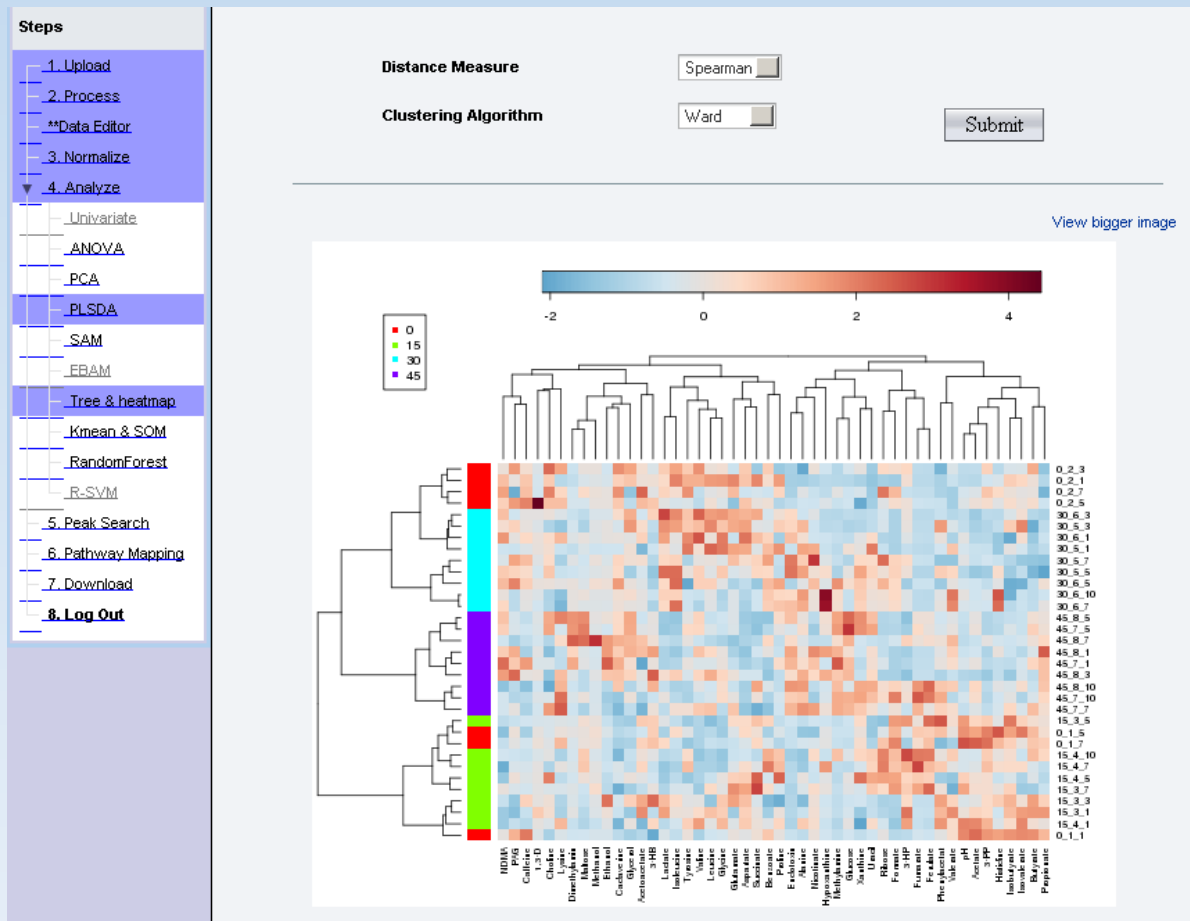 Steps
1. Upload
2. Process
**Data Editor
3. Normalize
4. Analyze
Univariate
ANOVA
PCA
PLSDA
SAM
EBAM
Tree & heatmap
Kmean & SOM
RandomForest
R-SVM
5. Peak Search
6. Pathway Mapping
7. Download
8. Log Out
Distance Measure
Spearman
Clustering Algorithm
Ward
Submit
View bigger image
-2 0 2 4
0
15
30
45
0_2_3
0_2_1
0_2_7
0_2_5
30_6_3
30_5_3
30_6_1
30_5_1
30_5_7
30_5_5
30_6_5
30_6_10
30_6_7
45_8_5
45_7_5
45_8_7
45_8_1
45_7_1
45_8_3
45_8_10
45_7_10
45_7_7
15_3_5
0_1_5
0_1_7
15_4_10
15_4_7
15_4_5
15_3_7
15_3_3
15_3_1
15_4_1
0_1_1
NDMA
PAG
Caffeine
1,3-D
Choline
Lysine
Maltose
Methanol
Ethanol
Cadaverine
Glycerol
Acetoacetate
3-HB
Lactate
Isoleucine
Tyrosine
Valine
Leucine
Glycine
Glutamate
Aspartate
Succinate
Benzoate
Proline
Endotoxin
Alanine
Nicotinate
Hypoxanthine
Methylamine
Glucose
Xanthine
Uracil
Ribose
Formate
3-HP
Fumarate
Ferulate
Phenylacetat
Valerate
pH
Acetate
3-PP
Histidine
Isobutyrate
Isovalerate
Butyrate
Propionate